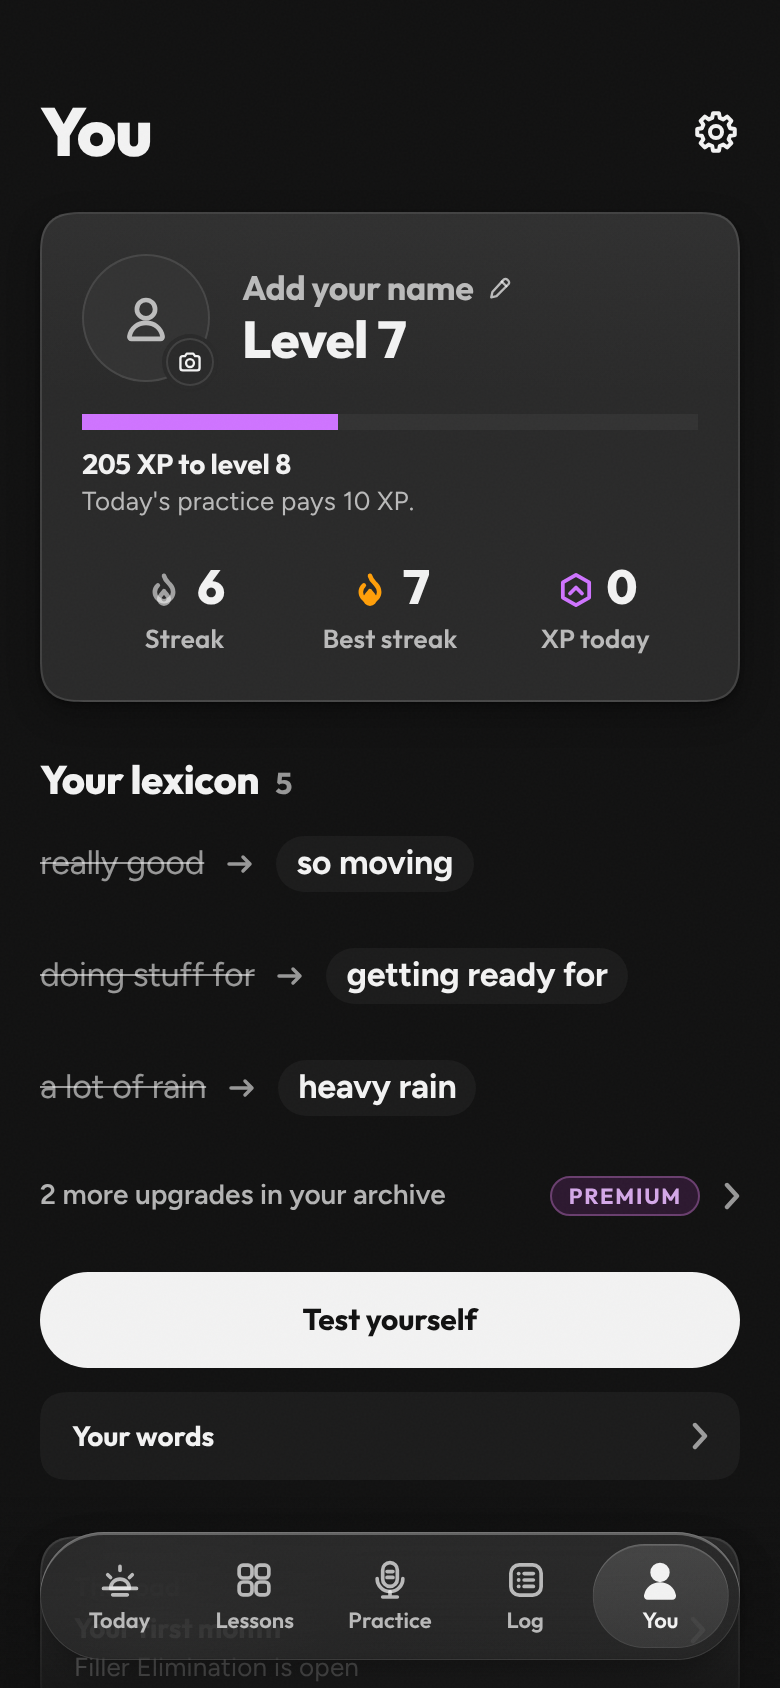 You
Add your name
Level 7
205 XP to level 8
Today's practice pays 10 XP.
6
Streak
7
Best streak
0
XP today
Your lexicon 5
really good → so moving
doing stuff for → getting ready for
a lot of rain → heavy rain
2 more upgrades in your archive PREMIUM
Test yourself
Your words
Today
Lessons
Practice
Log
You
Your first month
Filler Elimination is open